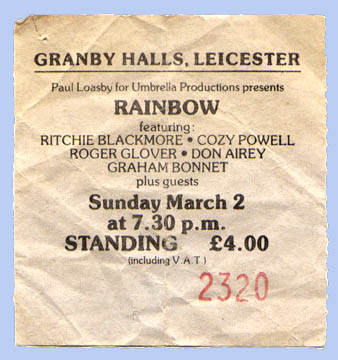 GRANBY HALLS, LEICESTER
Paul Loasby for Umbrella Productions presents
RAINBOW
featuring:
RITCHIE BLACKMORE • COZY POWELL
ROGER GLOVER • DON AIREY
GRAHAM BONNET
plus guests
Sunday March 2
at 7.30 p.m.
STANDING £4.00
(including V.A.T)
2320